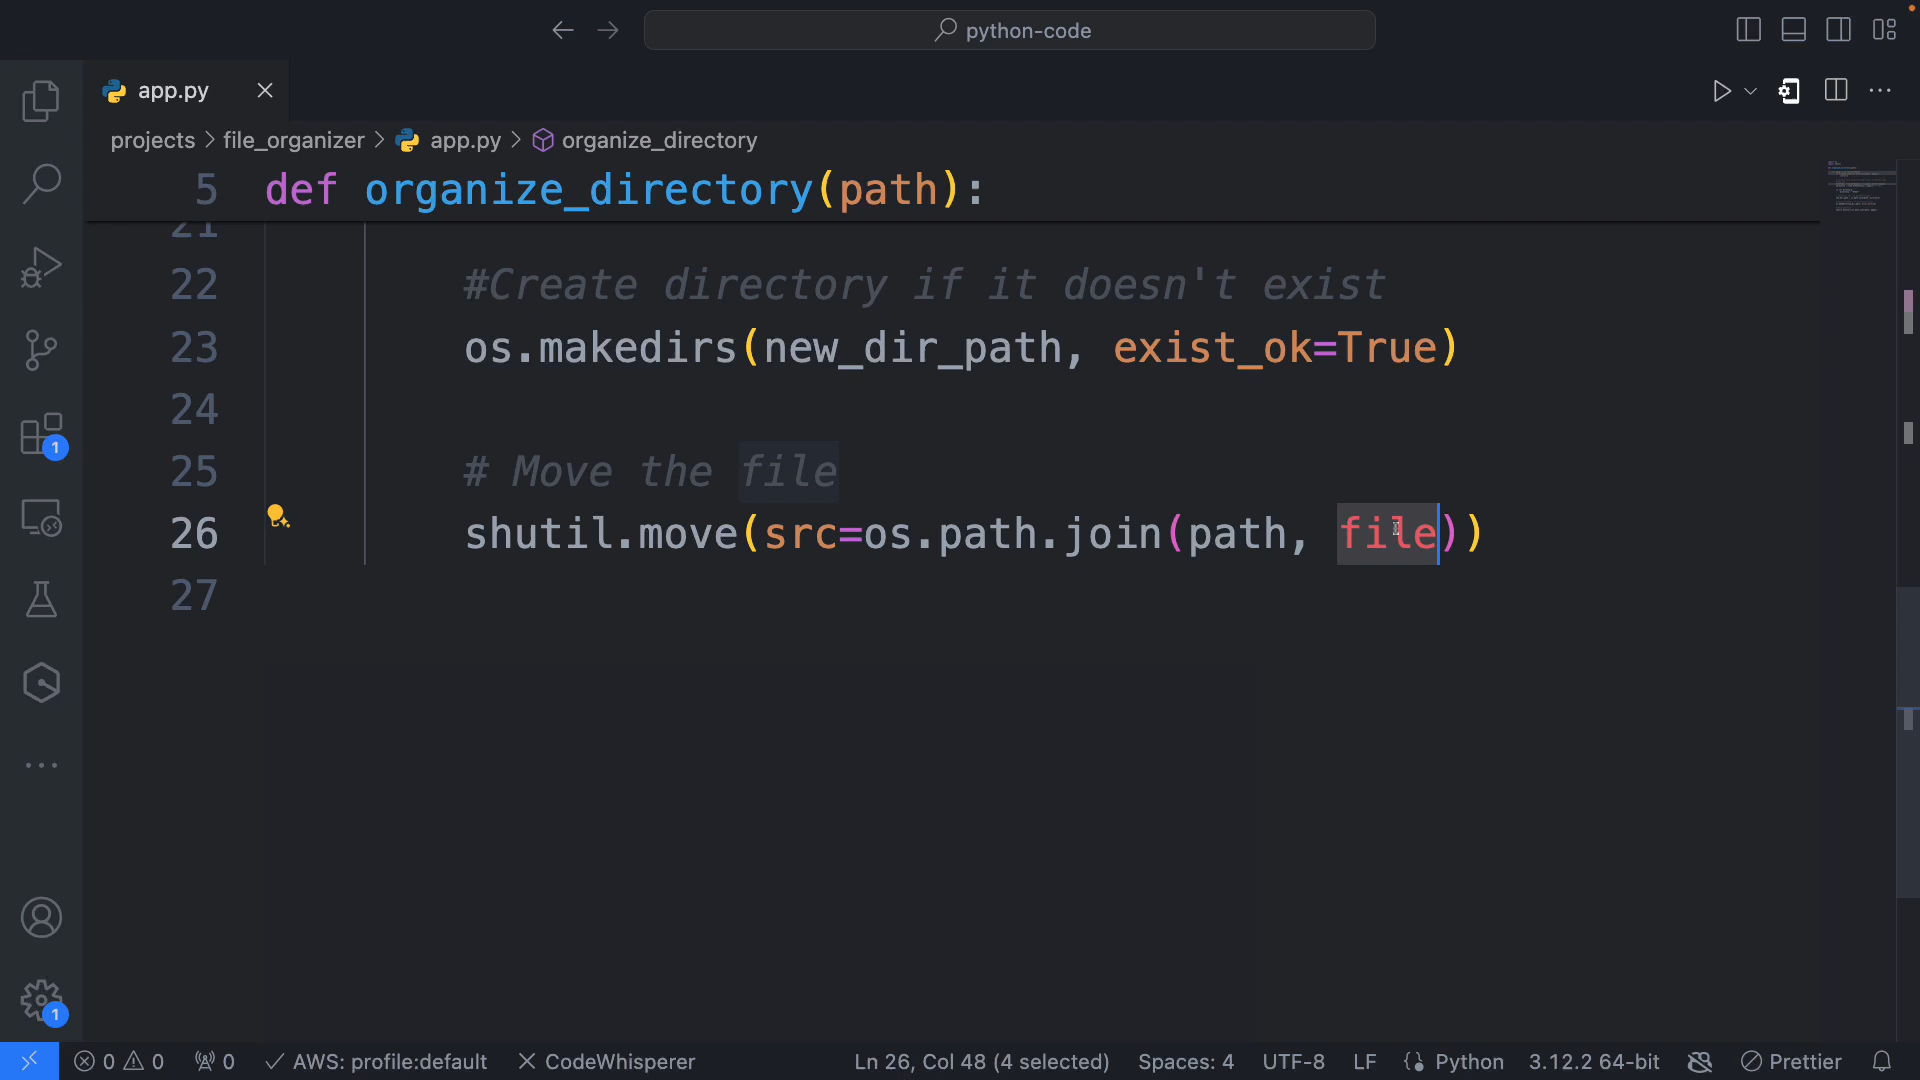 python-code
app.py
projects > file_organizer > app.py > organize_directory
5 def organize_directory(path):
21
22 #Create directory if it doesn't exist
23 os.makedirs(new_dir_path, exist_ok=True)
24
25 # Move the file
26 shutil.move(src=os.path.join(path, file))
27
1
1
0 0 0 AWS: profile:default CodeWhisperer Ln 26, Col 48 (4 selected) Spaces: 4 UTF-8 LF Python 3.12.2 64-bit Prettier